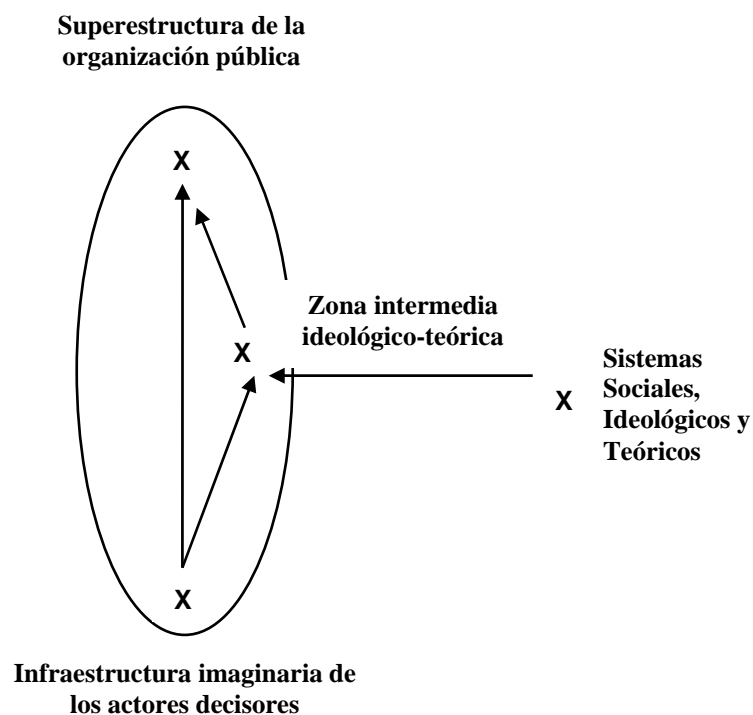 Superestructura de la
organización pública
X
Zona intermedia
ideológico-teórica
X
X
Sistemas
Sociales,
Ideológicos y
Teóricos
X
Infraestructura imaginaria de
los actores decisores